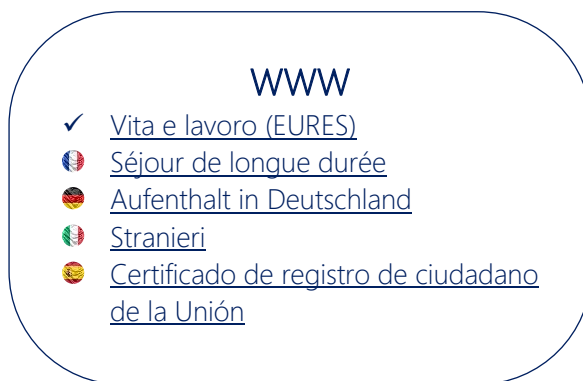 WWW
✓ Vita e lavoro (EURES)
Séjour de longue durée
Aufenthalt in Deutschland
Stranieri
Certificado de registro de ciudadano
de la Unión